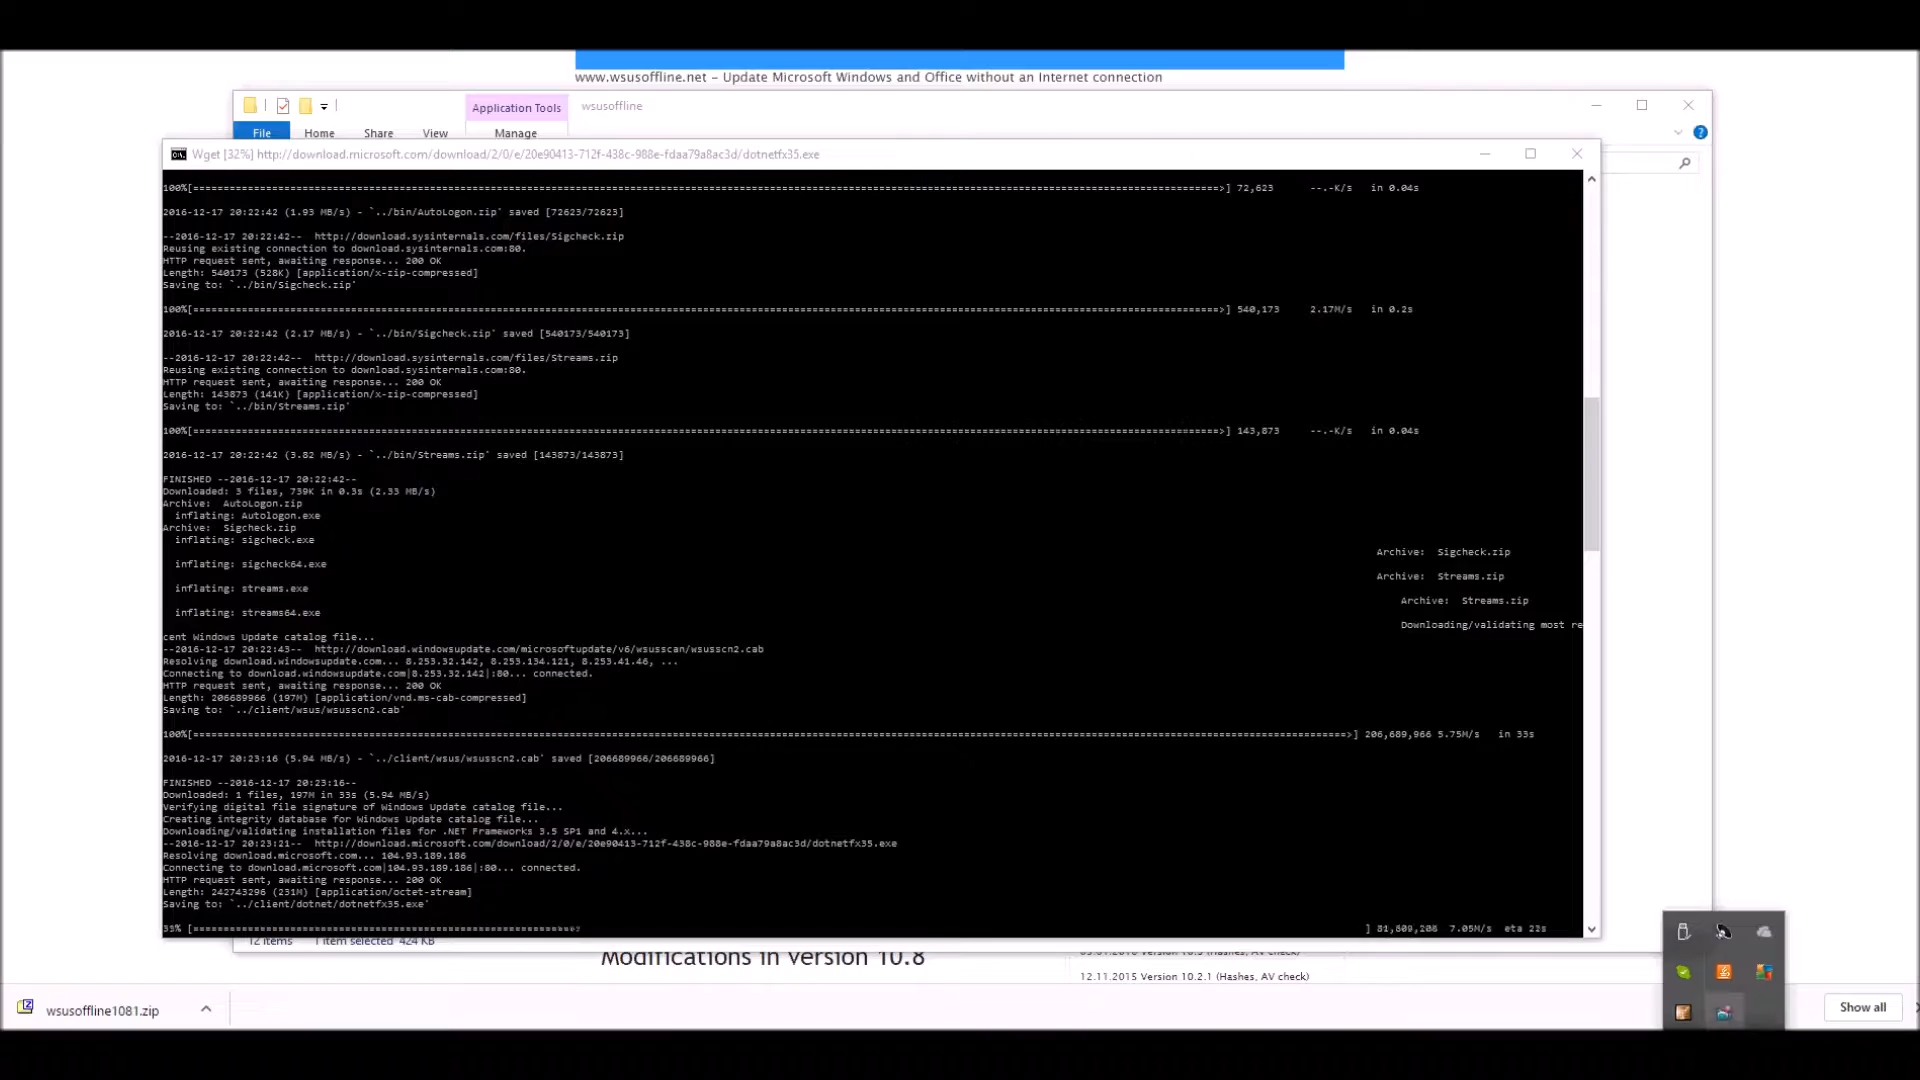 www.wsusoffline.net – Update Microsoft Windows and Office without an Internet connection
Application Tools
wsusoffline
File
Home
Share
View
Manage
Wget [32%] http://download.microsoft.com/download/2/0/e/20e90413-712f-438c-988e-fdaa79a8ac3d/dotnetfx35.exe
100%[=====================================>] 72,623 --.-K/s in 0.04s
2016-12-17 20:22:42 (1.93 MB/s) - `../bin/AutoLogon.zip' saved [72623/72623]
--2016-12-17 20:22:42-- http://download.sysinternals.com/files/Sigcheck.zip
Reusing existing connection to download.sysinternals.com:80.
HTTP request sent, awaiting response... 200 OK
Length: 540173 (528K) [application/x-zip-compressed]
Saving to: `../bin/Sigcheck.zip'
100%[=====================================>] 540,173 2.17M/s in 0.2s
2016-12-17 20:22:42 (2.17 MB/s) - `../bin/Sigcheck.zip' saved [540173/540173]
--2016-12-17 20:22:42-- http://download.sysinternals.com/files/Streams.zip
Reusing existing connection to download.sysinternals.com:80.
HTTP request sent, awaiting response... 200 OK
Length: 143873 (141K) [application/x-zip-compressed]
Saving to: `../bin/Streams.zip'
100%[=====================================>] 143,873 --.-K/s in 0.04s
2016-12-17 20:22:42 (3.82 MB/s) - `../bin/Streams.zip' saved [143873/143873]
FINISHED --2016-12-17 20:22:42--
Downloaded: 3 files, 739K in 0.3s (2.33 MB/s)
Archive: AutoLogon.zip
inflating: Autologon.exe
Archive: Sigcheck.zip
inflating: sigcheck.exe
Archive: Sigcheck.zip
inflating: sigcheck64.exe
Archive: Streams.zip
inflating: streams.exe
Archive: Streams.zip
inflating: streams64.exe
Downloading/validating most re
cent Windows Update catalog file...
--2016-12-17 20:22:43-- http://download.windowsupdate.com/microsoftupdate/v6/wsusscan/wsusscn2.cab
Resolving download.windowsupdate.com... 8.253.32.142, 8.253.134.121, 8.253.41.46, ...
Connecting to download.windowsupdate.com|8.253.32.142|:80... connected.
HTTP request sent, awaiting response... 200 OK
Length: 206689966 (197M) [application/vnd.ms-cab-compressed]
Saving to: `../client/wsus/wsusscn2.cab'
100%[=====================================>] 206,689,966 5.75M/s in 33s
2016-12-17 20:23:16 (5.94 MB/s) - `../client/wsus/wsusscn2.cab' saved [206689966/206689966]
FINISHED --2016-12-17 20:23:16--
Downloaded: 1 files, 197M in 33s (5.94 MB/s)
Verifying digital file signature of Windows Update catalog file...
Creating integrity database for Windows Update catalog file...
Downloading/validating installation files for .NET Frameworks 3.5 SP1 and 4.x...
--2016-12-17 20:23:21-- http://download.microsoft.com/download/2/0/e/20e90413-712f-438c-988e-fdaa79a8ac3d/dotnetfx35.exe
Resolving download.microsoft.com... 104.93.189.186
Connecting to download.microsoft.com|104.93.189.186|:80... connected.
HTTP request sent, awaiting response... 200 OK
Length: 242743296 (231M) [application/octet-stream]
Saving to: `../client/dotnet/dotnetfx35.exe'
33% [==================> ] 7.05M/s eta 22s
12 items 1 item selected 424 KB
Modifications in version 10.8
12.11.2015 Version 10.2.1 (Hashes, AV check)
wsusoffline1081.zip
Show all